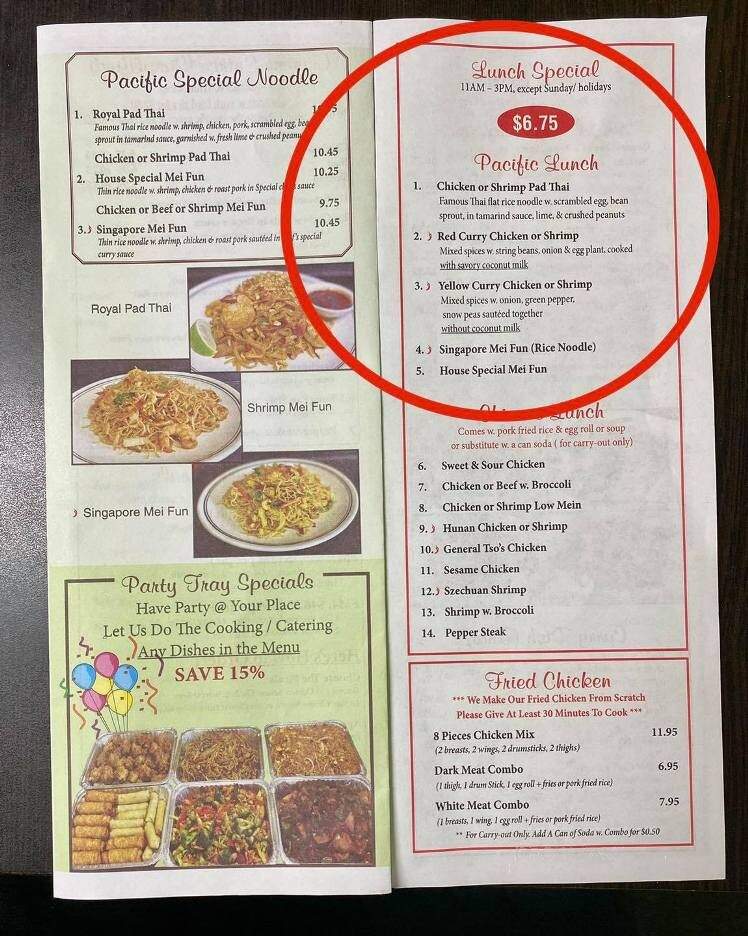 Pacific Special Noodle
1. Royal Pad Thai
Famous Thai rice noodle w. shrimp, chicken, pork, scrambled egg,
sprout in tamarind sauce, garnished w. fresh lime & crushed
Chicken or Shrimp Pad Thai 10.45
2. House Special Mei Fun 10.25
Thin rice noodle w. shrimp, chicken & roast pork in Special sauce
Chicken or Beef or Shrimp Mei Fun 9.75
3. Singapore Mei Fun 10.45
Thin rice noodle w. shrimp, chicken & roast pork sautéed in special
curry sauce
Royal Pad Thai
Shrimp Mei Fun
Singapore Mei Fun
Party Tray Specials
Have Party @ Your Place
Let Us Do The Cooking / Catering
Any Dishes in the Menu
SAVE 15%
Lunch Special
11AM – 3PM, except Sunday/ holidays
$6.75
Pacific Lunch
1. Chicken or Shrimp Pad Thai
Famous Thai flat rice noodle w. scrambled egg, bean
sprout, in tamarind sauce, lime, & crushed peanuts
2. Red Curry Chicken or Shrimp
Mixed spices w. string beans, onion & egg plant, cooked
with savory coconut milk
3. Yellow Curry Chicken or Shrimp
Mixed spices w. onion, green pepper,
snow peas sautéed together
without coconut milk
4. Singapore Mei Fun (Rice Noodle)
5. House Special Mei Fun
Lunch
Comes w. pork fried rice & egg roll or soup
or substitute w. a can soda ( for carry-out only)
6. Sweet & Sour Chicken
7. Chicken or Beef w. Broccoli
8. Chicken or Shrimp Low Mein
9. Hunan Chicken or Shrimp
10. General Tso's Chicken
11. Sesame Chicken
12. Szechuan Shrimp
13. Shrimp w. Broccoli
14. Pepper Steak
Fried Chicken
*** We Make Our Fried Chicken From Scratch
Please Give At Least 30 Minutes To Cook ***
8 Pieces Chicken Mix 11.95
(2 breasts, 2 wings, 2 drumsticks, 2 thighs)
Dark Meat Combo 6.95
(1 thigh, 1 drum Stick, 1 egg roll + fries or pork fried rice)
White Meat Combo 7.95
(1 breasts, 1 wing, 1 egg roll + fries or pork fried rice)
** For Carry-out Only. Add A Can of Soda w. Combo for $0.50